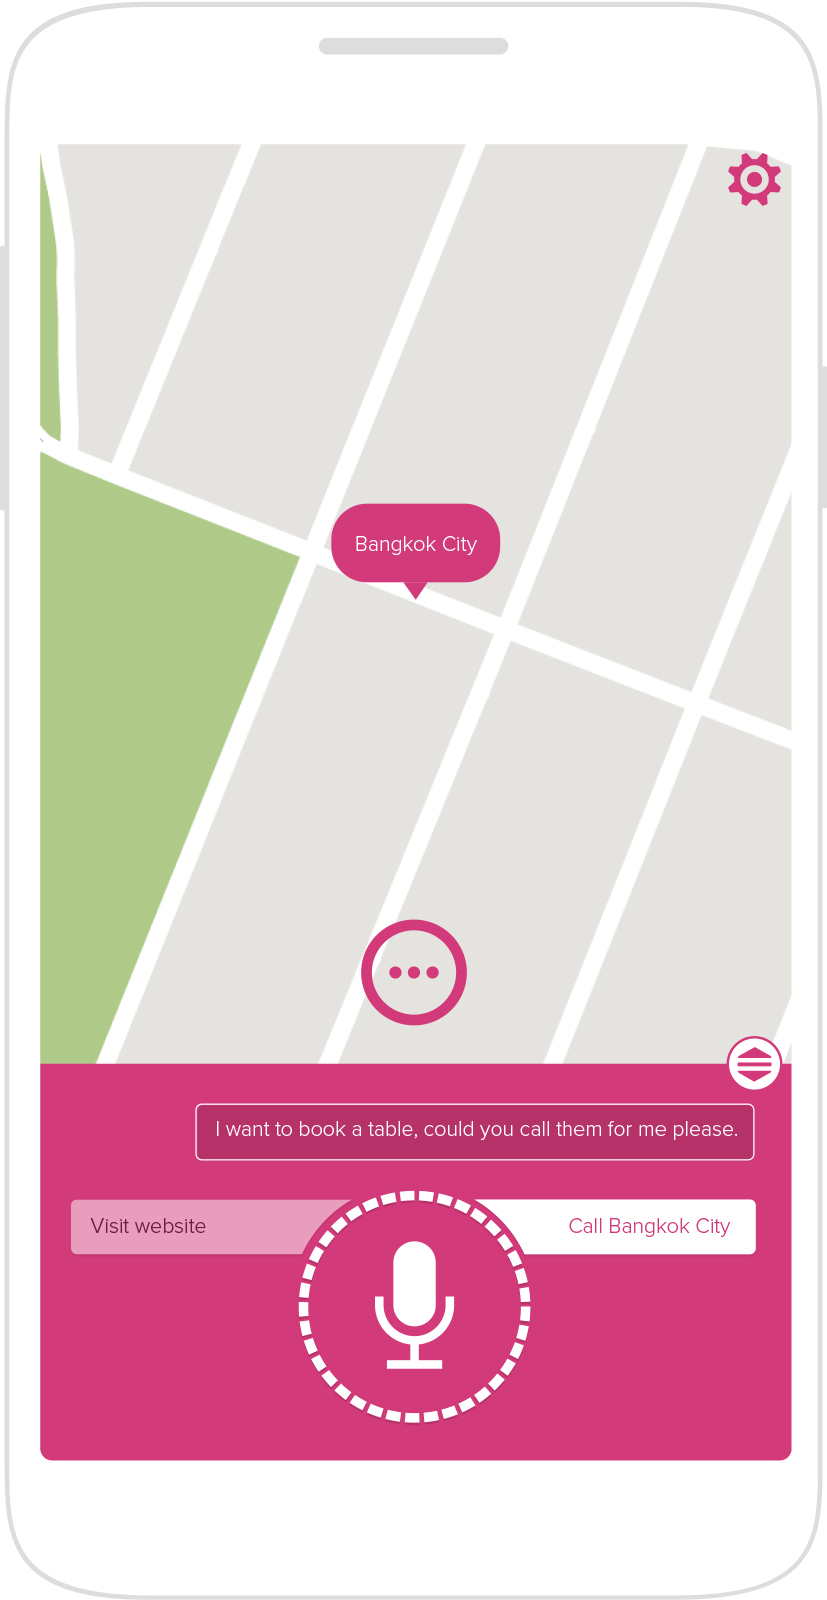 Bangkok City
I want to book a table, could you call them for me please.
Visit website
Call Bangkok City